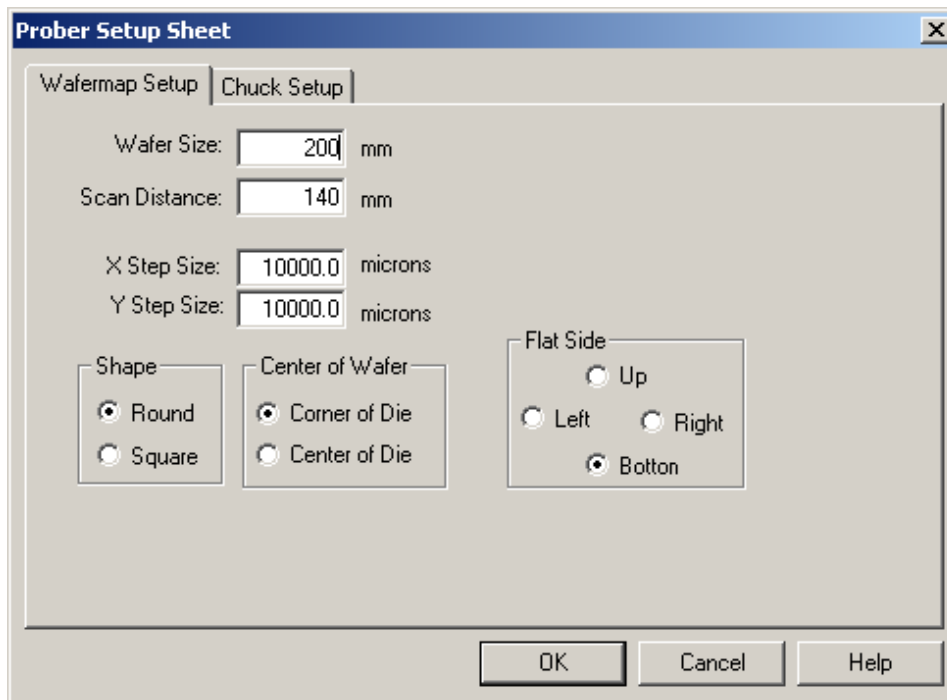 Prober Setup Sheet
Wafermap Setup Chuck Setup
Wafer Size: 200 mm
Scan Distance: 140 mm
X Step Size: 10000.0 microns
Y Step Size: 10000.0 microns
Shape
Round
Square
Center of Wafer
Corner of Die
Center of Die
Flat Side
Up
Left Right
Botton
OK Cancel Help